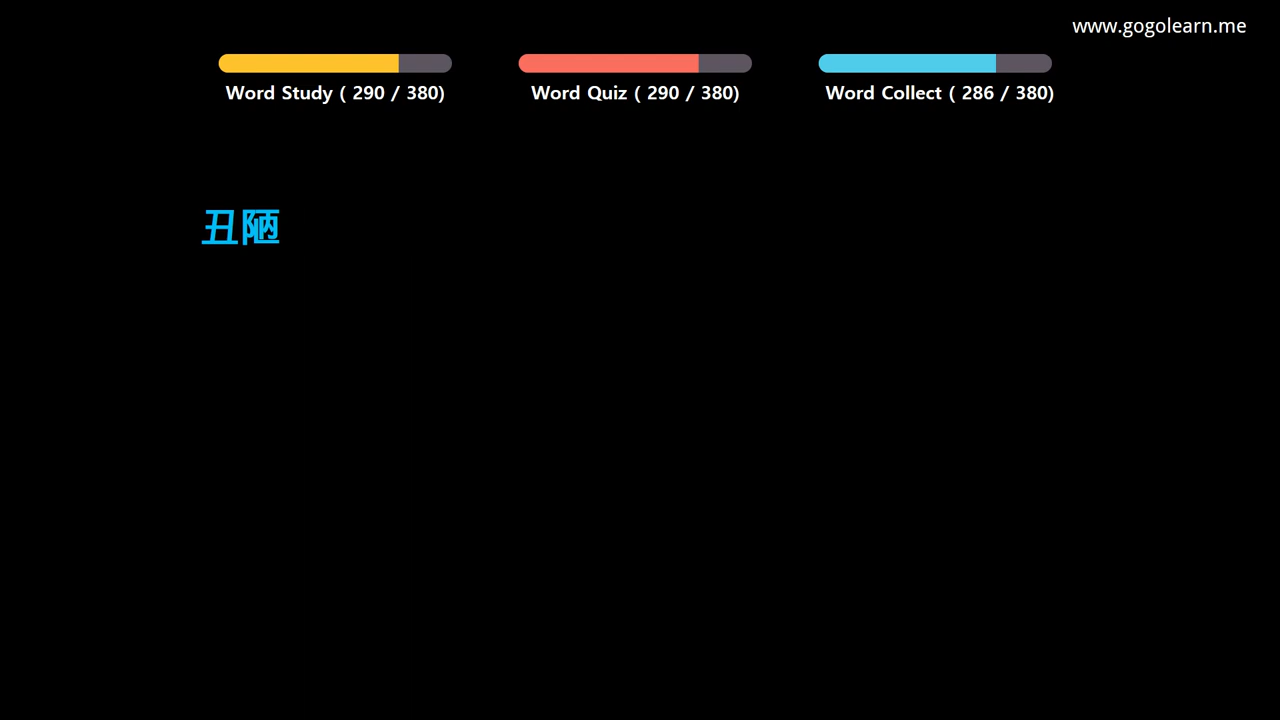 www.gogolearn.me
Word Study ( 290 / 380)
Word Quiz ( 290 / 380)
Word Collect ( 286 / 380)
丑陋